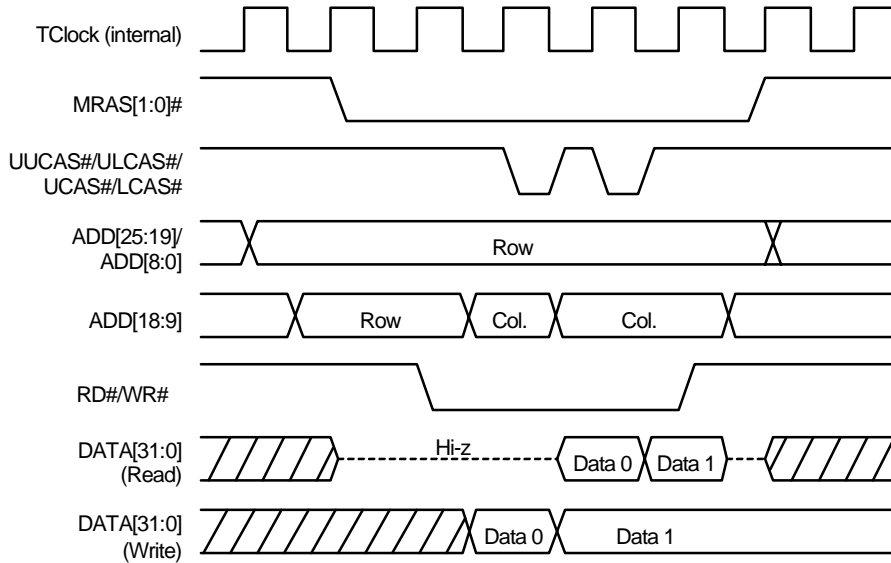 TClock (internal)
MRAS[1:0]#
UUCAS#/ULCAS#/
UCAS#/LCAS#
ADD[25:19]/
ADD[8:0]
Row
ADD[18:9]
Row
Col.
Col.
RD#/WR#
DATA[31:0]
(Read)
Hi-z
Data 0
Data 1
DATA[31:0]
(Write)
Data 0
Data 1